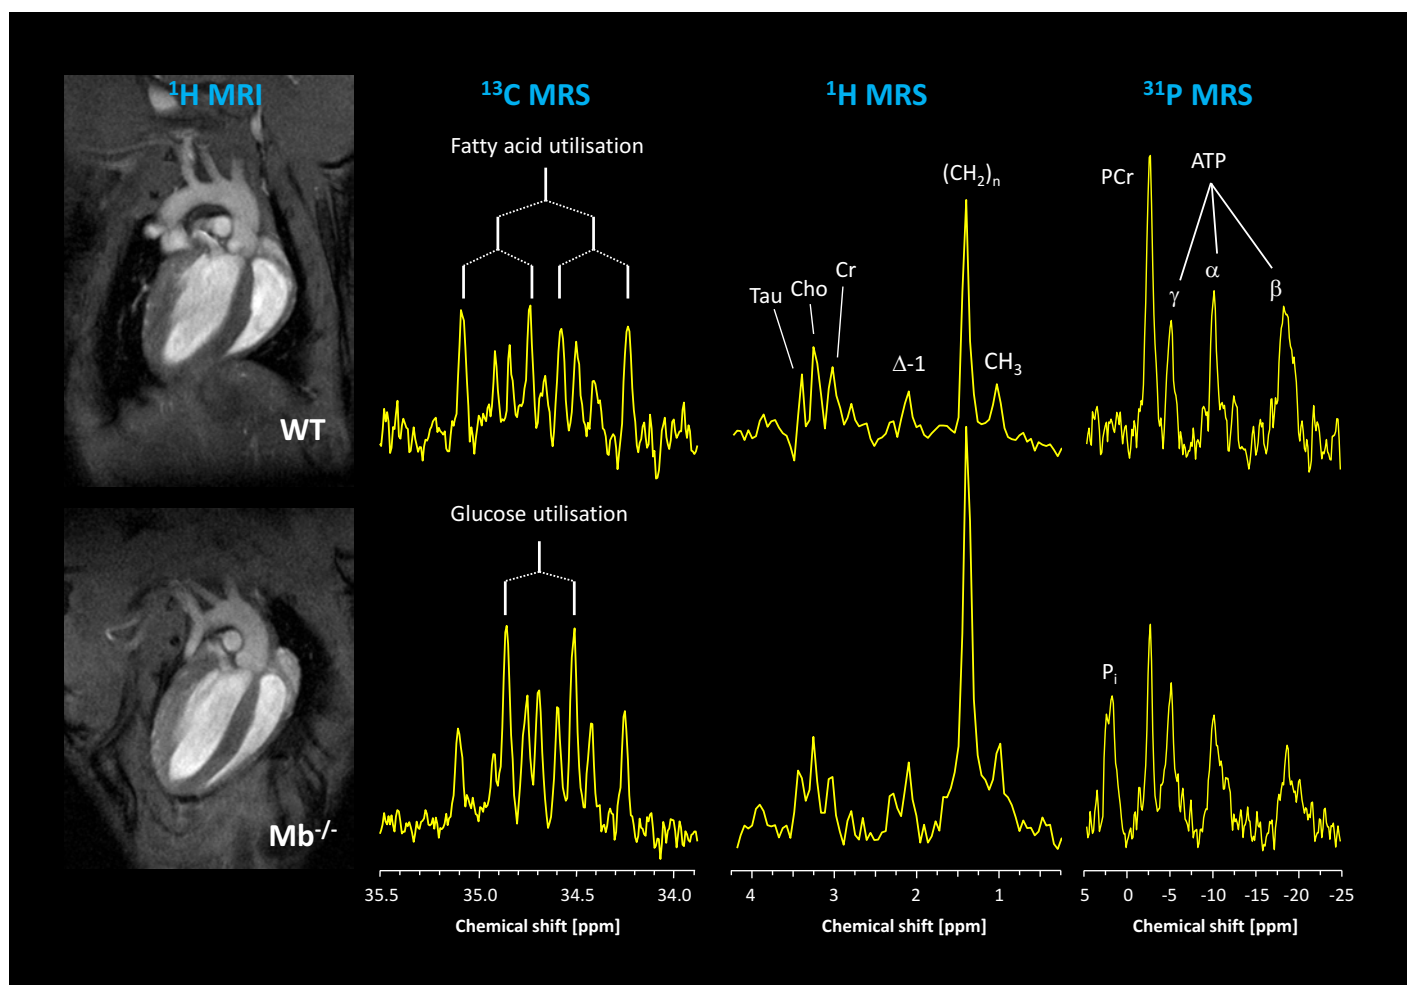 ¹H MRI
¹³C MRS
¹H MRS
³¹P MRS
Fatty acid utilisation
(CH₂)ₙ
PCr
ATP
Tau
Cho
Cr
γ
α
β
Δ-1
CH₃
WT
Glucose utilisation
Pᵢ
Mb⁻/⁻
35.5 35.0 34.5 34.0
4 3 2 1
5 0 -5 -10 -15 -20 -25
Chemical shift [ppm]
Chemical shift [ppm]
Chemical shift [ppm]